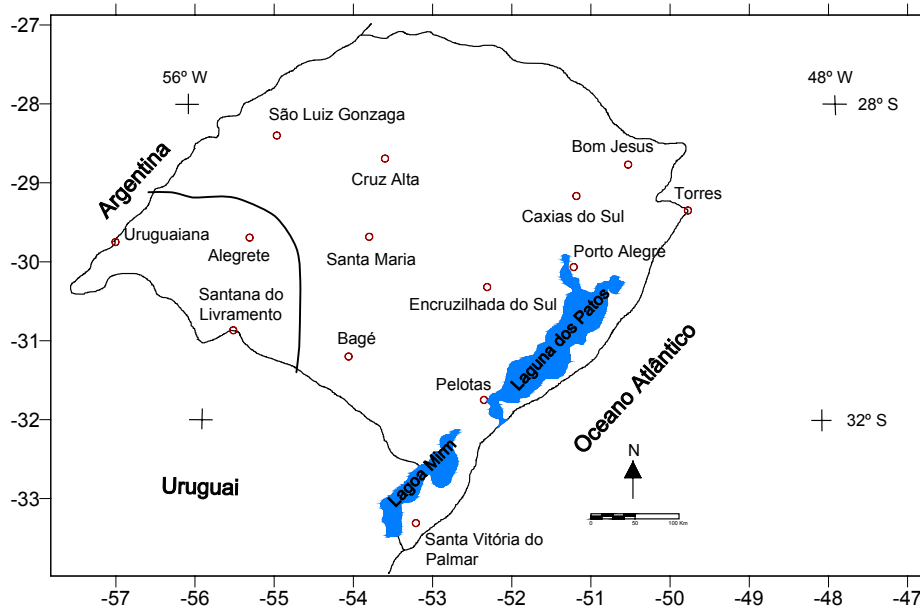 -27
56º W
48º W
-28
28º S
São Luiz Gonzaga
Bom Jesus
Cruz Alta
Argentina
-29
Torres
Caxias do Sul
Uruguaiana
Alegrete
Santa Maria
Porto Alegre
-30
Santana do
Livramento
Encruzilhada do Sul
Laguna dos Patos
-31
Bagé
Oceano Atlântico
Pelotas
-32
32º S
N
Lagoa Mirm
Uruguai
-33
0 50 100 Km
Santa Vitória do
Palmar
-57 -56 -55 -54 -53 -52 -51 -50 -49 -48 -47